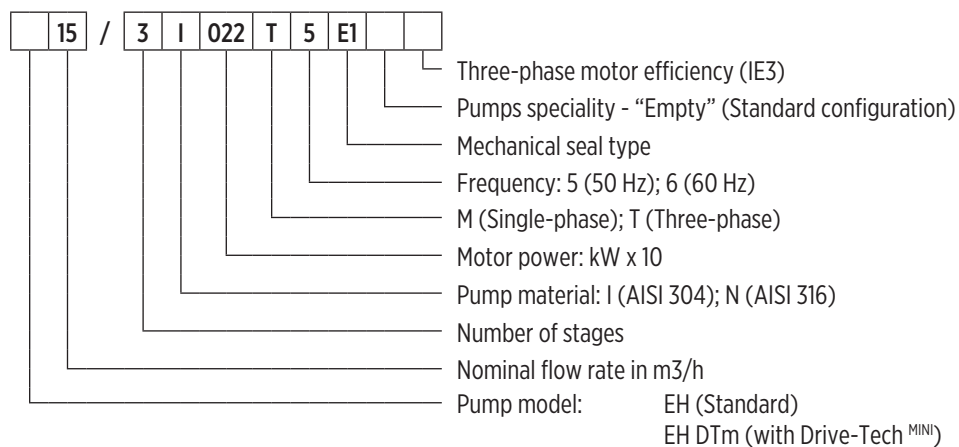 15 / 3 I 022 T 5 E1
Three-phase motor efficiency (IE3)
Pumps speciality - “Empty” (Standard configuration)
Mechanical seal type
Frequency: 5 (50 Hz); 6 (60 Hz)
M (Single-phase); T (Three-phase)
Motor power: kW x 10
Pump material: I (AISI 304); N (AISI 316)
Number of stages
Nominal flow rate in m3/h
Pump model: EH (Standard)
EH DTm (with Drive-Tech MINI)